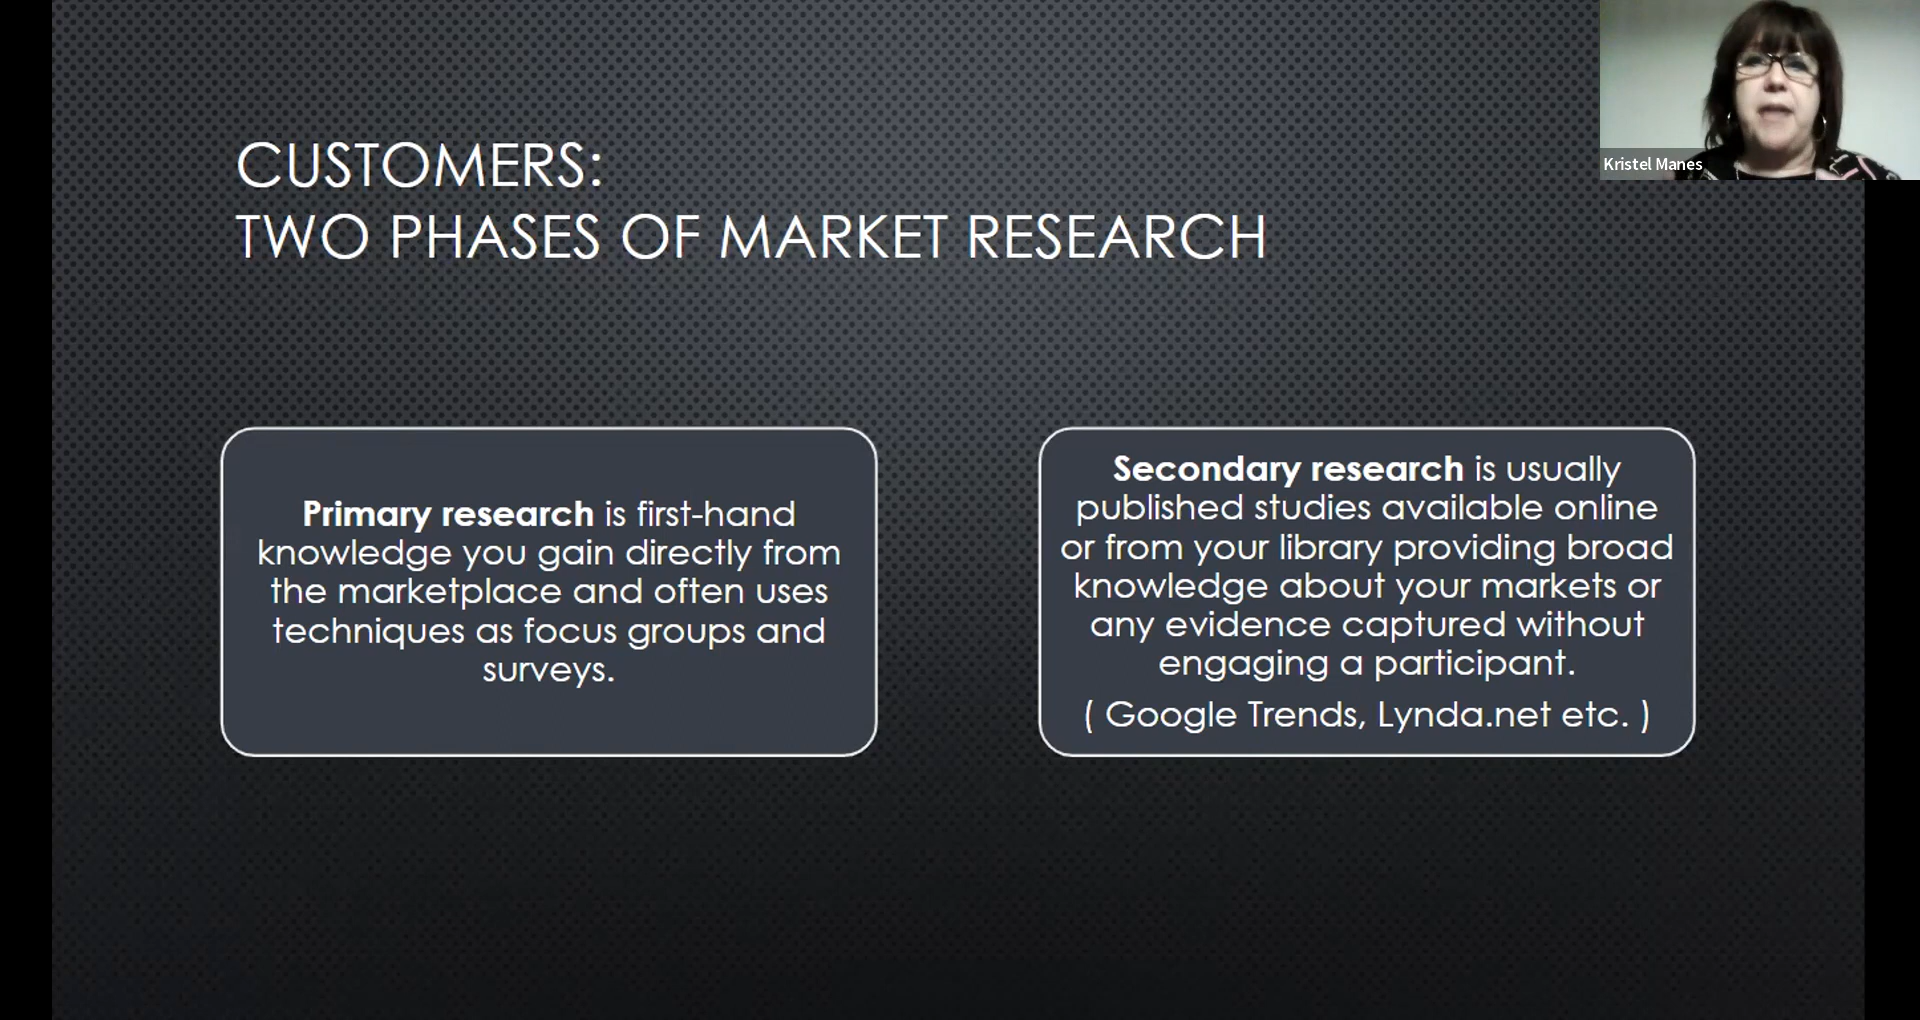 CUSTOMERS:
TWO PHASES OF MARKET RESEARCH
Kristel Manes
Primary research is first-hand
knowledge you gain directly from
the marketplace and often uses
techniques as focus groups and
surveys.
Secondary research is usually
published studies available online
or from your library providing broad
knowledge about your markets or
any evidence captured without
engaging a participant.
( Google Trends, Lynda.net etc. )